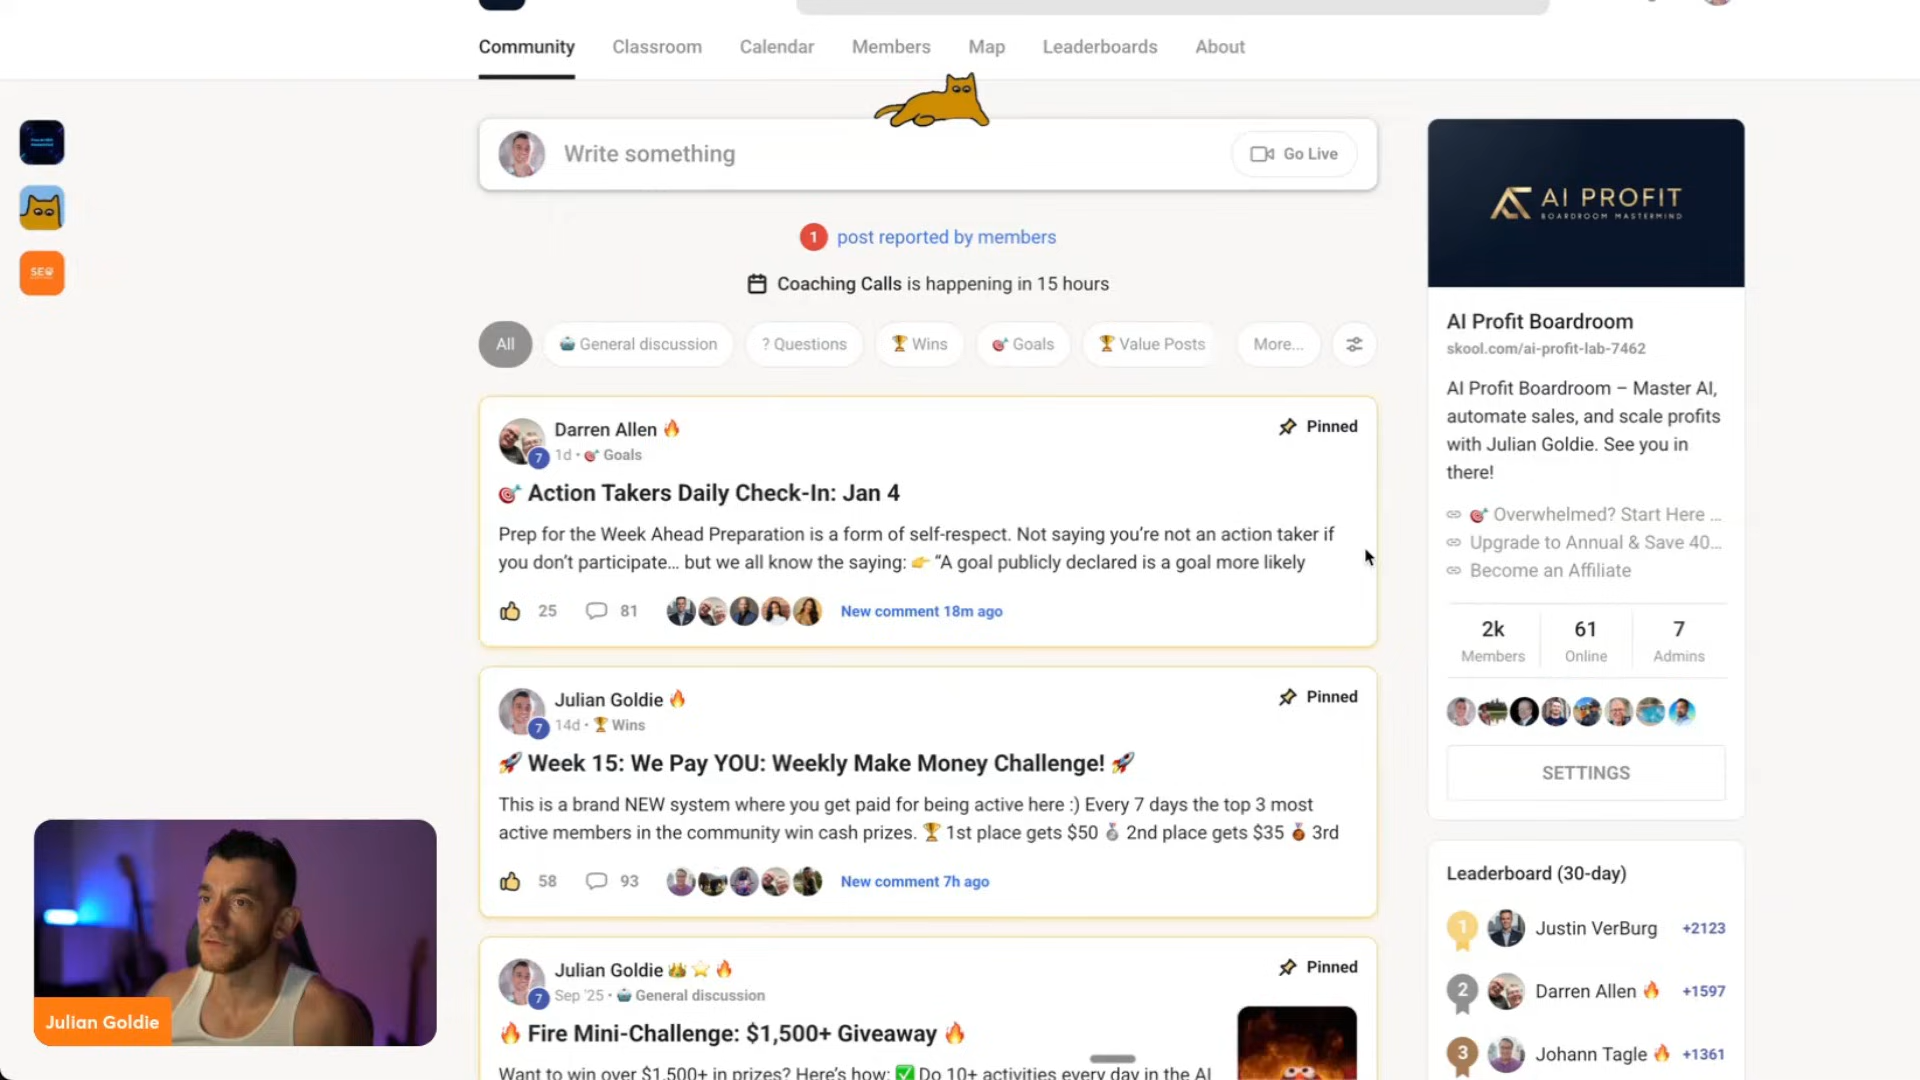 Community Classroom Calendar Members Map Leaderboards About
Write something
Go Live
1 post reported by members
Coaching Calls is happening in 15 hours
All
General discussion
? Questions
Wins
Goals
Value Posts
More...
Darren Allen
Pinned
7
1d • Goals
Action Takers Daily Check-In: Jan 4
Prep for the Week Ahead Preparation is a form of self-respect. Not saying you're not an action taker if
you don't participate... but we all know the saying: 👉 “A goal publicly declared is a goal more likely
25 81 New comment 18m ago
Julian Goldie
Pinned
7
14d • Wins
🚀 Week 15: We Pay YOU: Weekly Make Money Challenge! 🚀
This is a brand NEW system where you get paid for being active here :) Every 7 days the top 3 most
active members in the community win cash prizes. 🏆 1st place gets $50 🥈 2nd place gets $35 🥉 3rd
58 93 New comment 7h ago
Julian Goldie
Pinned
7
Sep '25 • General discussion
🔥 Fire Mini-Challenge: $1,500+ Giveaway 🔥
Want to win over $1,500+ in prizes? Here's how: ✅ Do 10+ activities every day in the AI
AI PROFIT
BOARDROOM MASTERMIND
AI Profit Boardroom
skool.com/ai-profit-lab-7462
AI Profit Boardroom – Master AI,
automate sales, and scale profits
with Julian Goldie. See you in
there!
Overwhelmed? Start Here ...
Upgrade to Annual & Save 40...
Become an Affiliate
2k 61 7
Members Online Admins
SETTINGS
Leaderboard (30-day)
1 Justin VerBurg +2123
2 Darren Allen +1597
3 Johann Tagle +1361
SEO
Julian Goldie